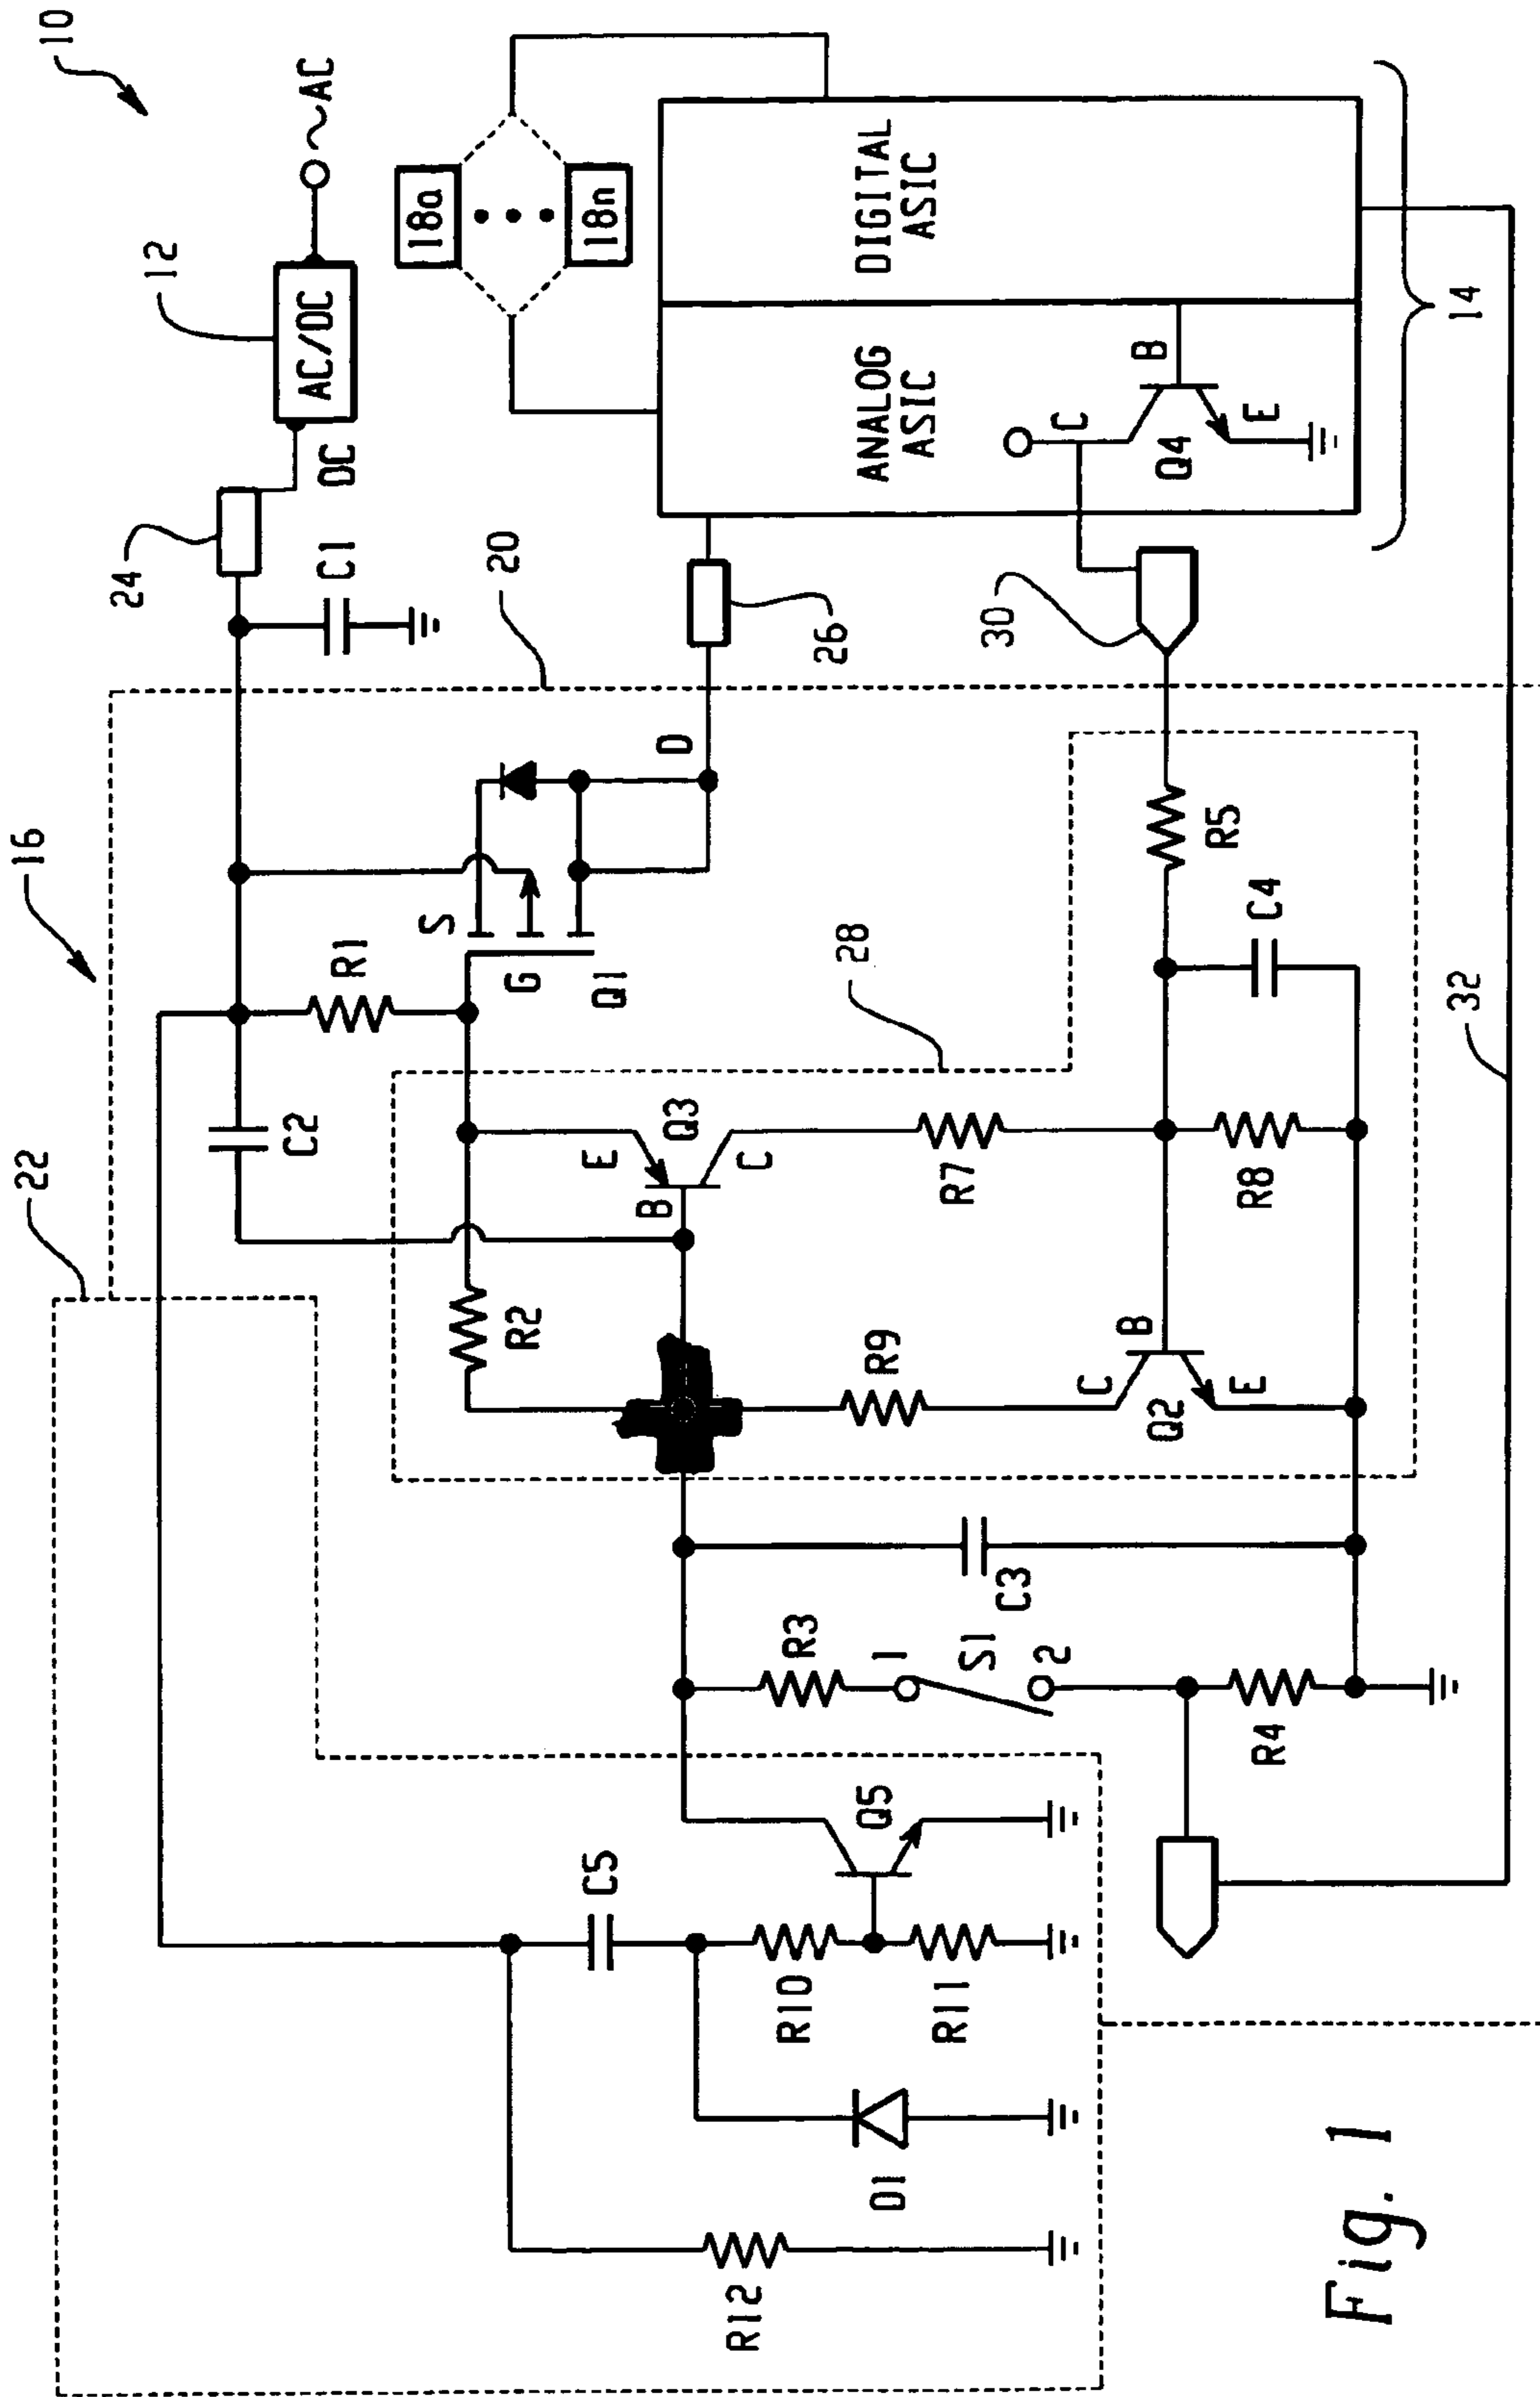 10
~AC
12
AC/DC
DC
24
C1
18a
18n
20
16
22
C2
R1
S
G
Q1
D
26
ANALOG
ASIC
DIGITAL
ASIC
C
B
Q4
E
14
30
28
R2
E
B
Q3
C
R7
R9
C
B
Q2
E
R8
C4
R5
32
C3
R3
1
S1
2
R4
C5
Q5
R10
R11
D1
R12
Fig. 1